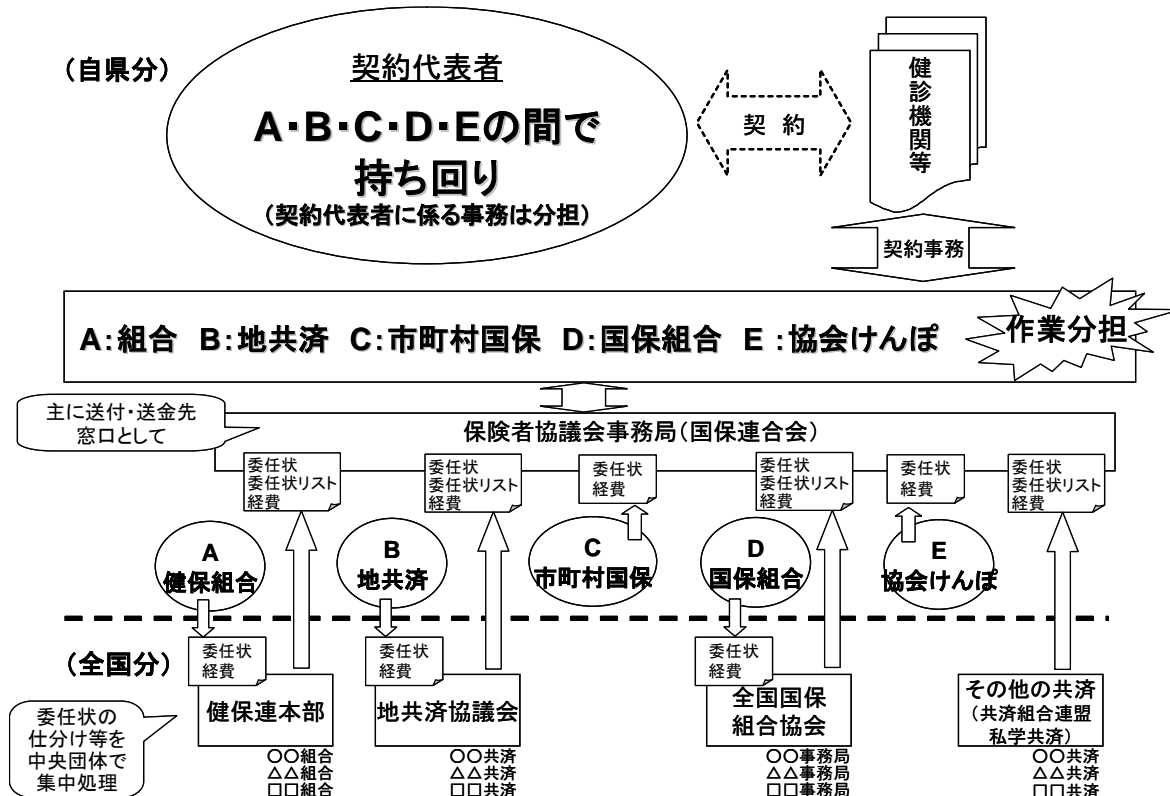 （自県分）
契約代表者
A・B・C・D・Eの間で
持ち回り
（契約代表者に係る事務は分担）
契 約
健診機関等
契約事務
A：組合 B：地共済 C：市町村国保 D：国保組合 E：協会けんぽ
作業分担
主に送付・送金先
窓口として
保険者協議会事務局（国保連合会）
委任状
委任状リスト
経費
委任状
委任状リスト
経費
委任状
経費
委任状
委任状リスト
経費
委任状
経費
委任状
委任状リスト
経費
A
健保組合
B
地共済
C
市町村国保
D
国保組合
E
協会けんぽ
（全国分）
委任状
経費
委任状
経費
委任状
経費
健保連本部
地共済協議会
全国国保
組合協会
その他の共済
（共済組合連盟
私学共済）
委任状の
仕分け等を
中央団体で
集中処理
○○組合
△△組合
□□組合
○○共済
△△共済
□□共済
○○事務局
△△事務局
□□事務局
○○共済
△△共済
□□共済